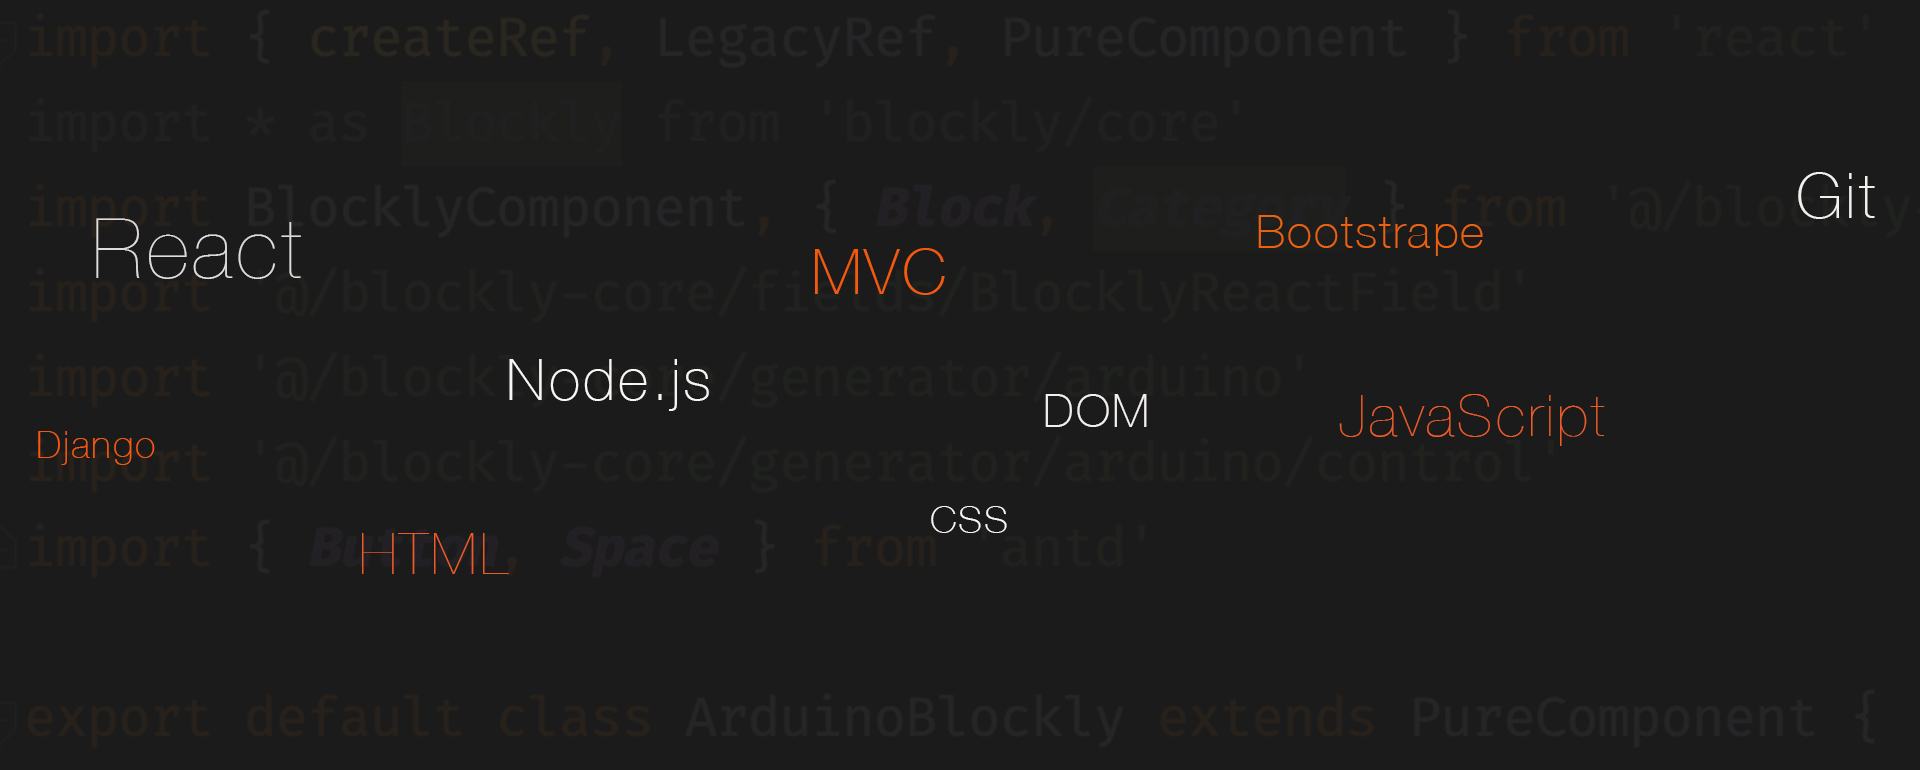 import { createRef, LegacyRef, PureComponent } from 'react'
import * as Blockly from 'blockly/core'
import BlocklyComponent, { Block, Category } from '@/blockly
Git
React
Bootstrape
MVC
import '@/blockly-core/fields/BlocklyReactField'
Node.js
import '@/blockly-core/generator/arduino'
DOM
JavaScript
Django
import '@/blockly-core/generator/arduino/control'
CSS
import { Button, Space } from 'antd'
HTML
export default class ArduinoBlockly extends PureComponent {